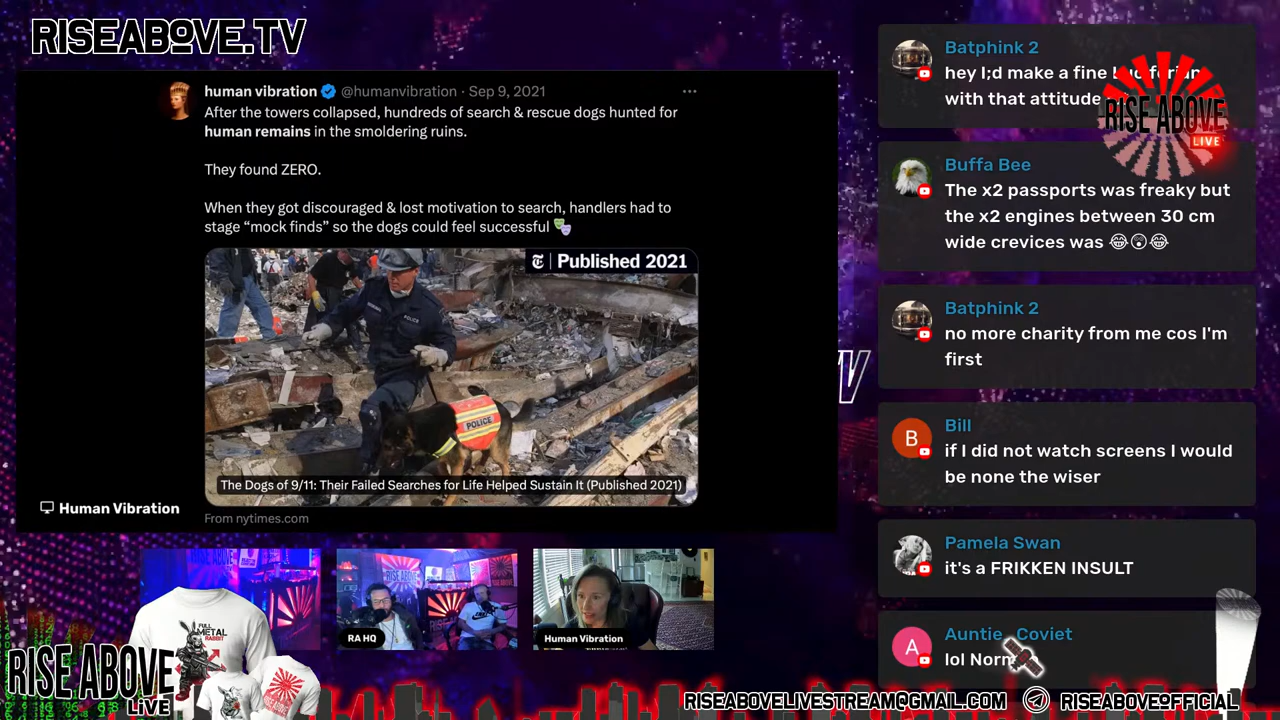 RISEABOVE.TV
human vibration @humanvibration · Sep 9, 2021
After the towers collapsed, hundreds of search & rescue dogs hunted for
human remains in the smoldering ruins.
They found ZERO.
When they got discouraged & lost motivation to search, handlers had to
stage “mock finds” so the dogs could feel successful
Published 2021
POLICE
POLICE
The Dogs of 9/11: Their Failed Searches for Life Helped Sustain It (Published 2021)
From nytimes.com
Human Vibration
RA HQ
Human Vibration
FULL
METAL
RABBIT
RISE ABOVE
LIVE
Batphink 2
hey I;d make a fine
with that attitude
RISE ABOVE
LIVE
Buffa Bee
The x2 passports was freaky but
the x2 engines between 30 cm
wide crevices was
Batphink 2
no more charity from me cos I'm
first
Bill
if I did not watch screens I would
be none the wiser
Pamela Swan
it's a FRIKKEN INSULT
Auntie_Coviet
lol Norm
RISEABOVELIVESTREAM@GMAIL.COM
RISEABOVEOFFICIAL